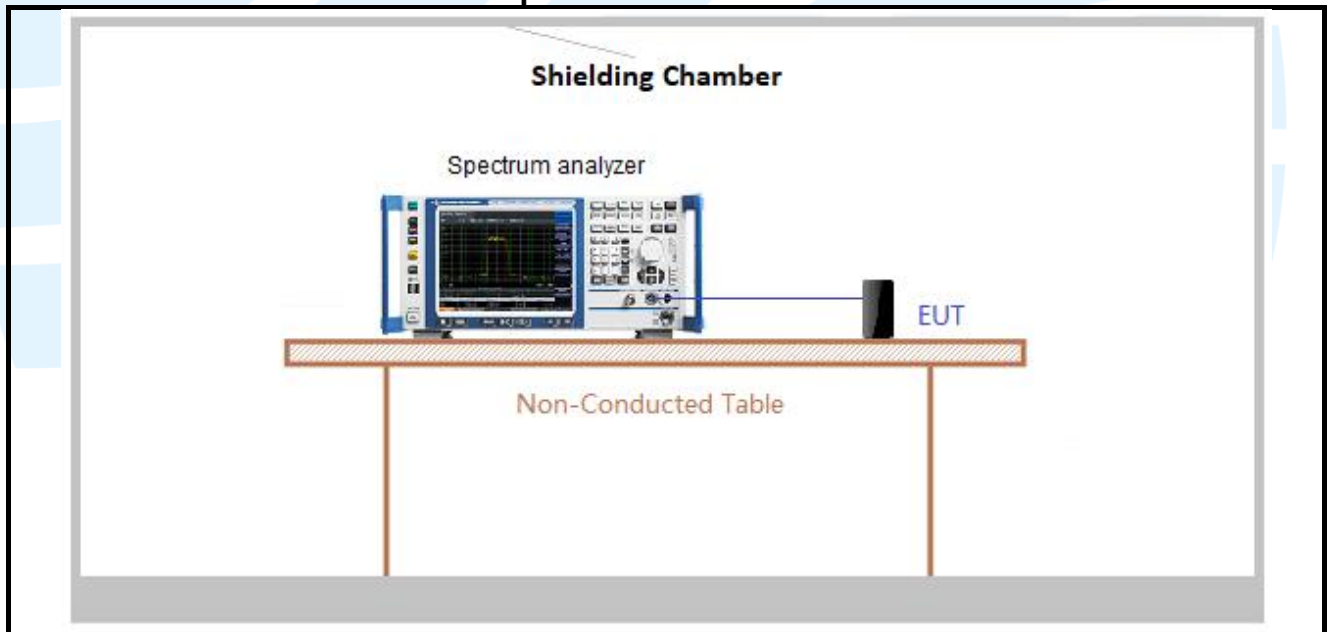 Shielding Chamber
Spectrum analyzer
EUT
Non-Conducted Table